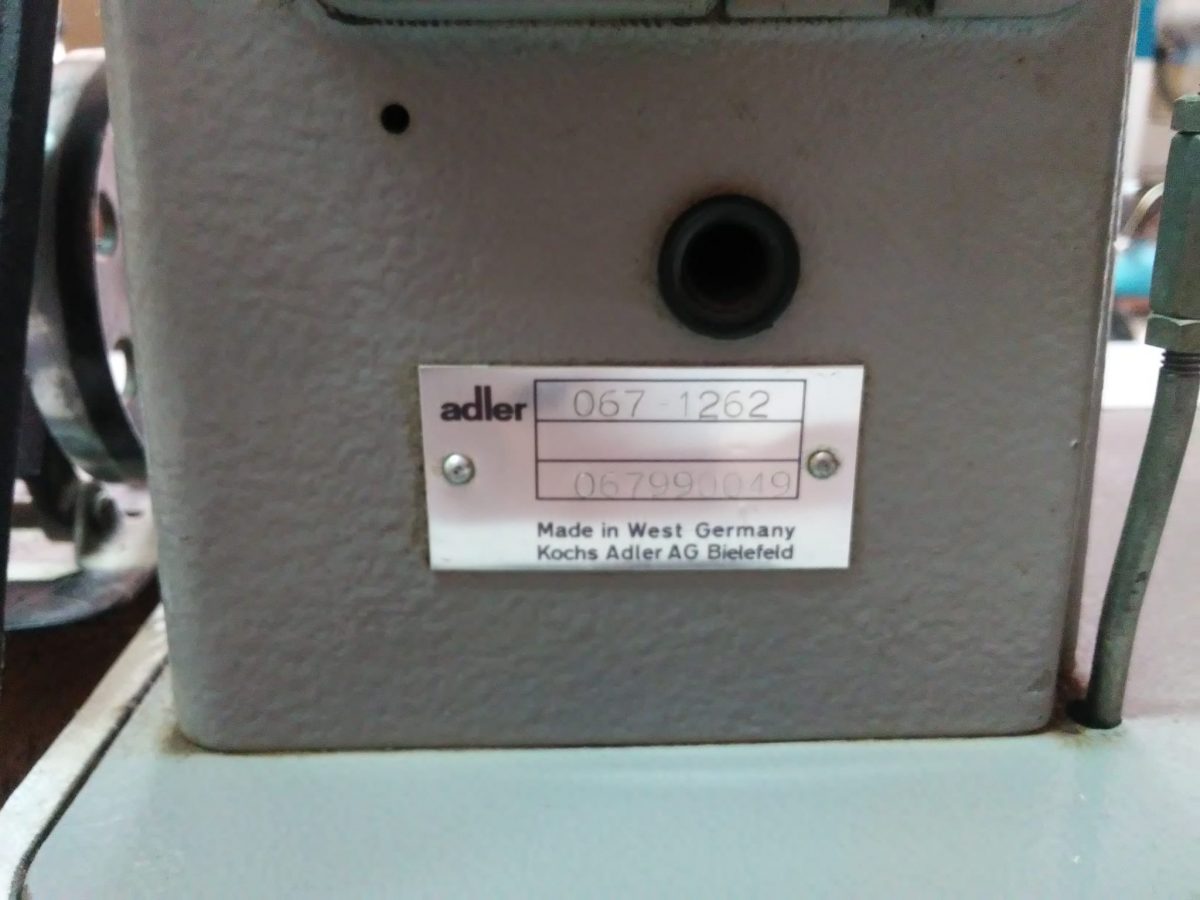 adler
067-1262
067990049
Made in West Germany
Kochs Adler AG Bielefeld